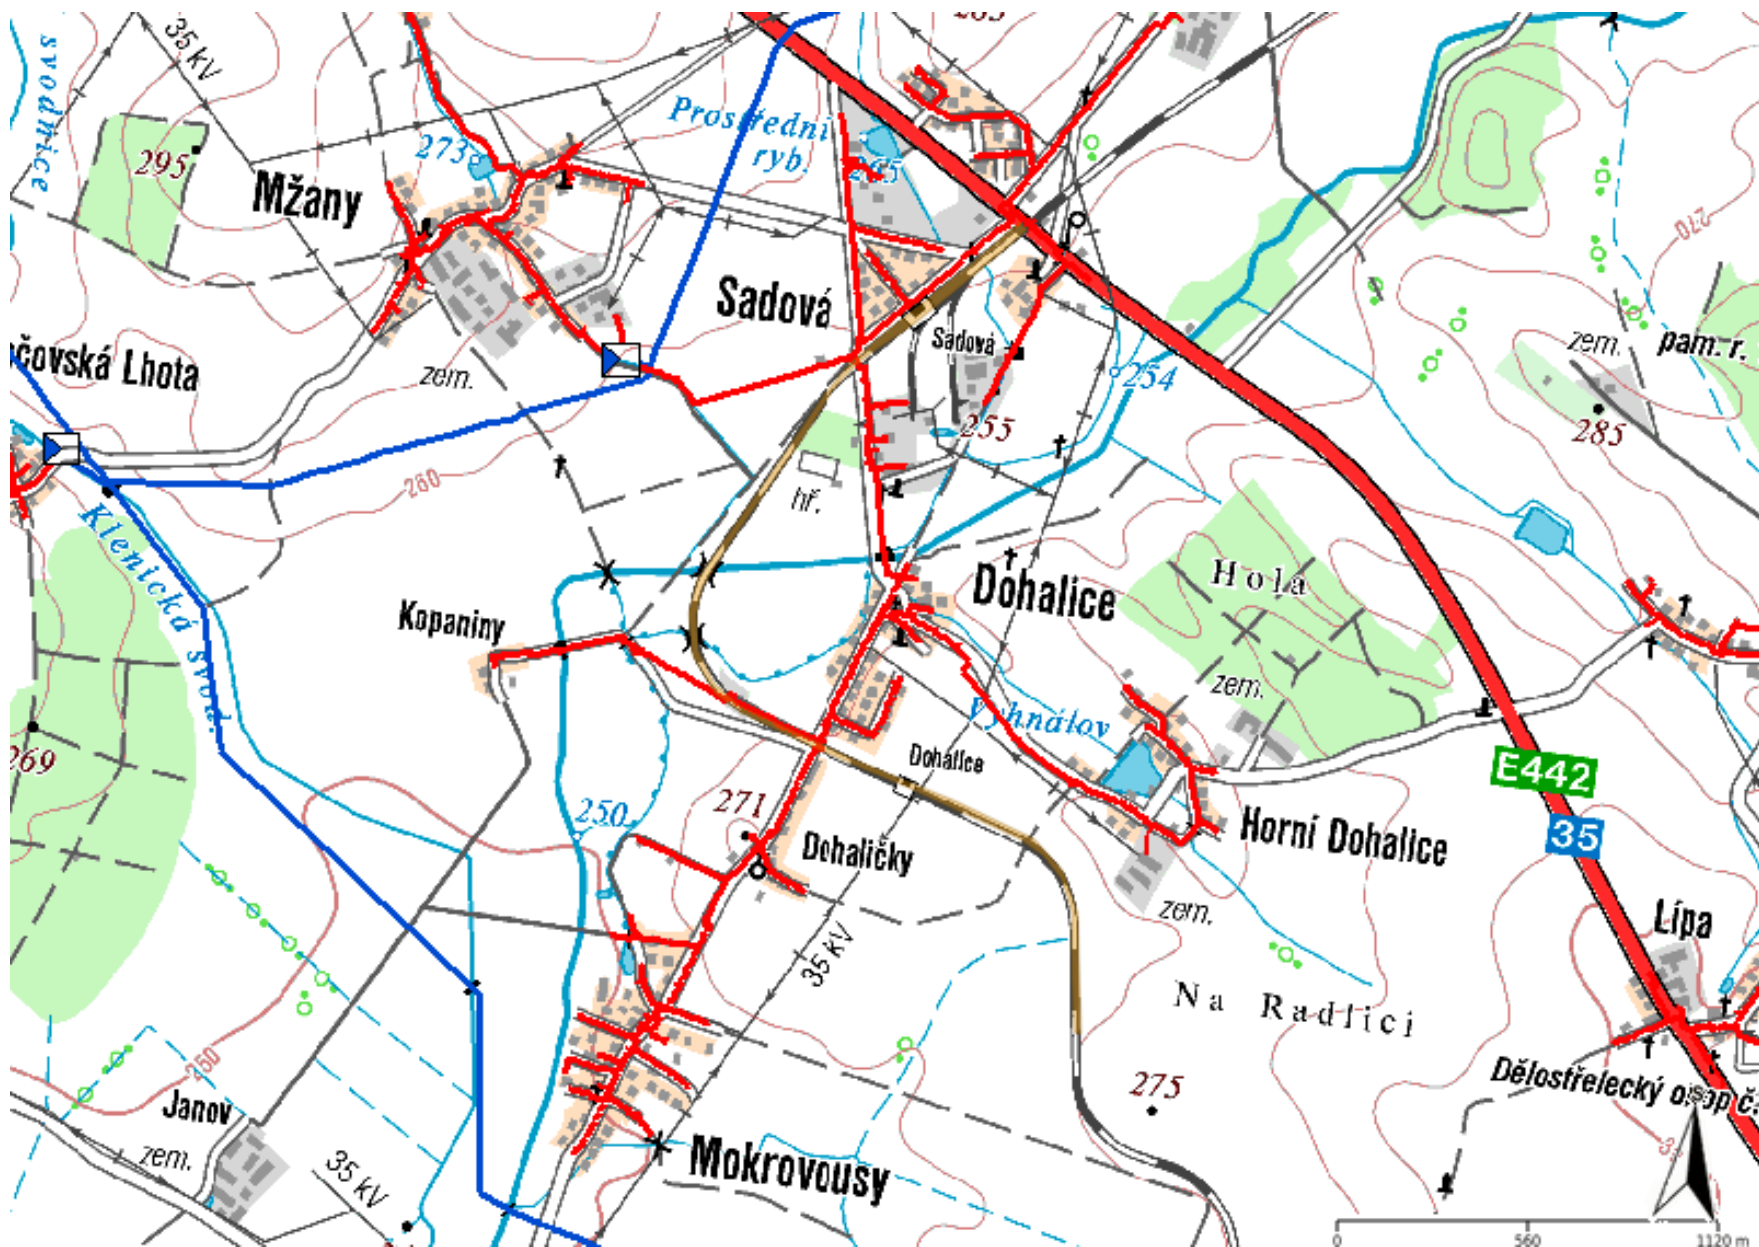 svodnice
35 kV
Prostřední
ryb.
265
273
295
Mžany
270
Sadová
Sadová
zem.
pam. r.
čovská Lhota
zem.
254
255
285
260
hř.
Klenická svod.
Dohalice
Hola
Kopaniny
zem.
269
Dohalice
E442
250
271
35
Horní Dohalice
Dohaličky
zem.
Lípa
35 kV
Na Radlici
250
275
Janov
zem.
35 kV
Mokrovousy
0 560 1120 m